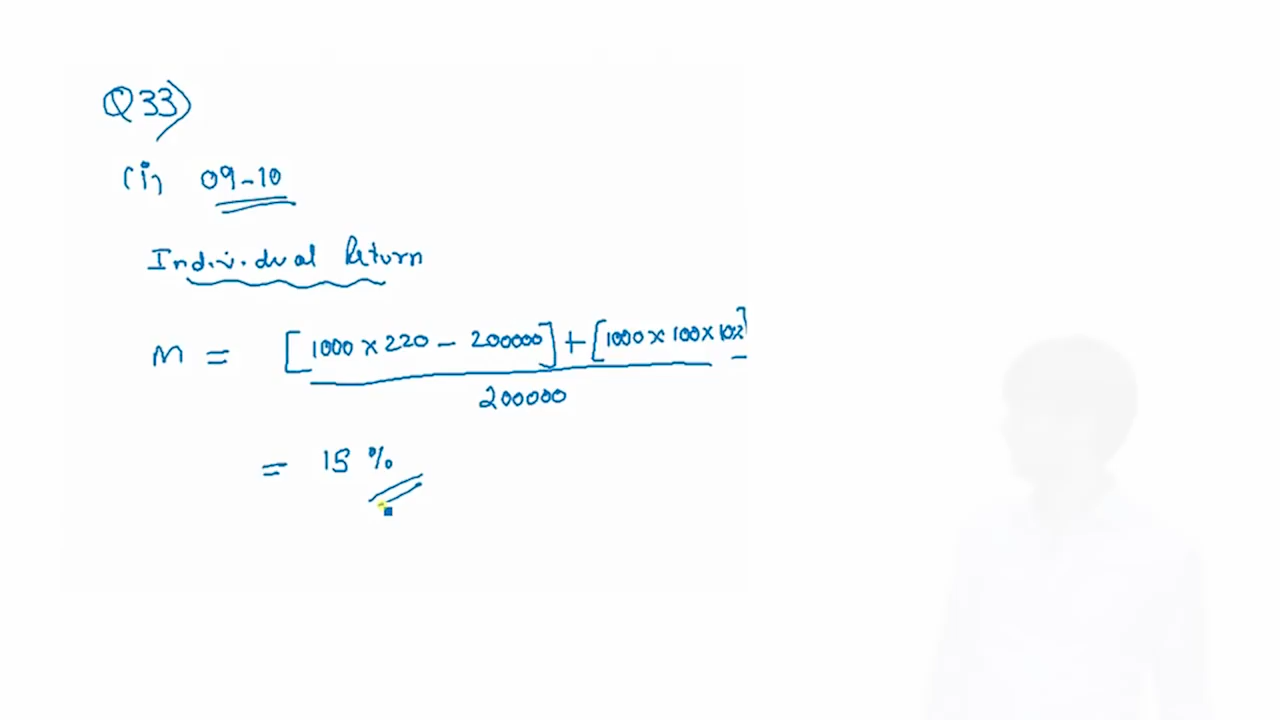 Q33)
(i) 09-10
Individual Return
M = [1000 x 220 - 200000] + [1000 x 100 x 10%]
200000
= 15 %